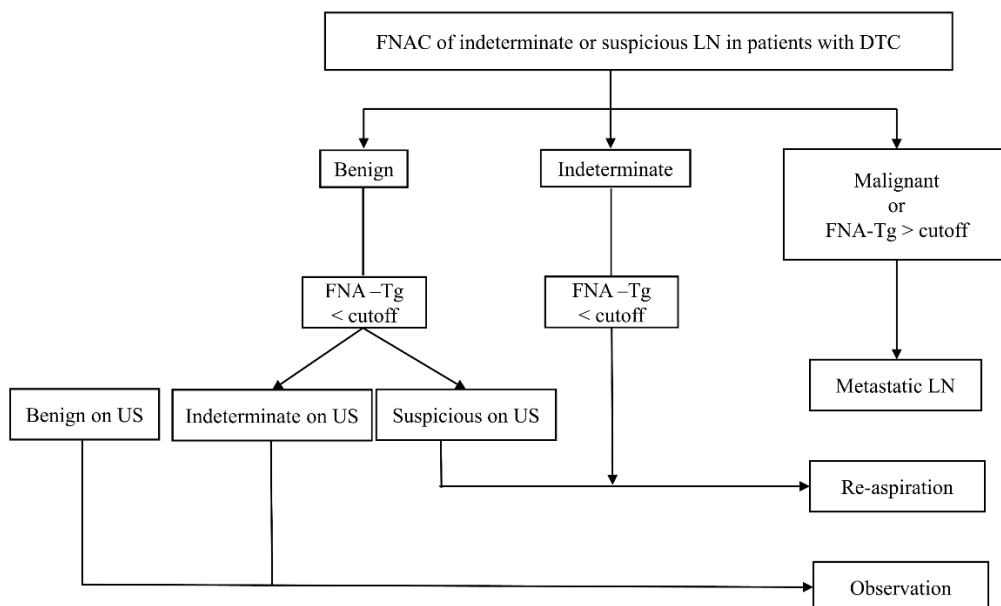 FNAC of indeterminate or suspicious LN in patients with DTC
Benign
Indeterminate
Malignant
or
FNA-Tg > cutoff
FNA –Tg
< cutoff
FNA –Tg
< cutoff
Metastatic LN
Benign on US
Indeterminate on US
Suspicious on US
Re-aspiration
Observation